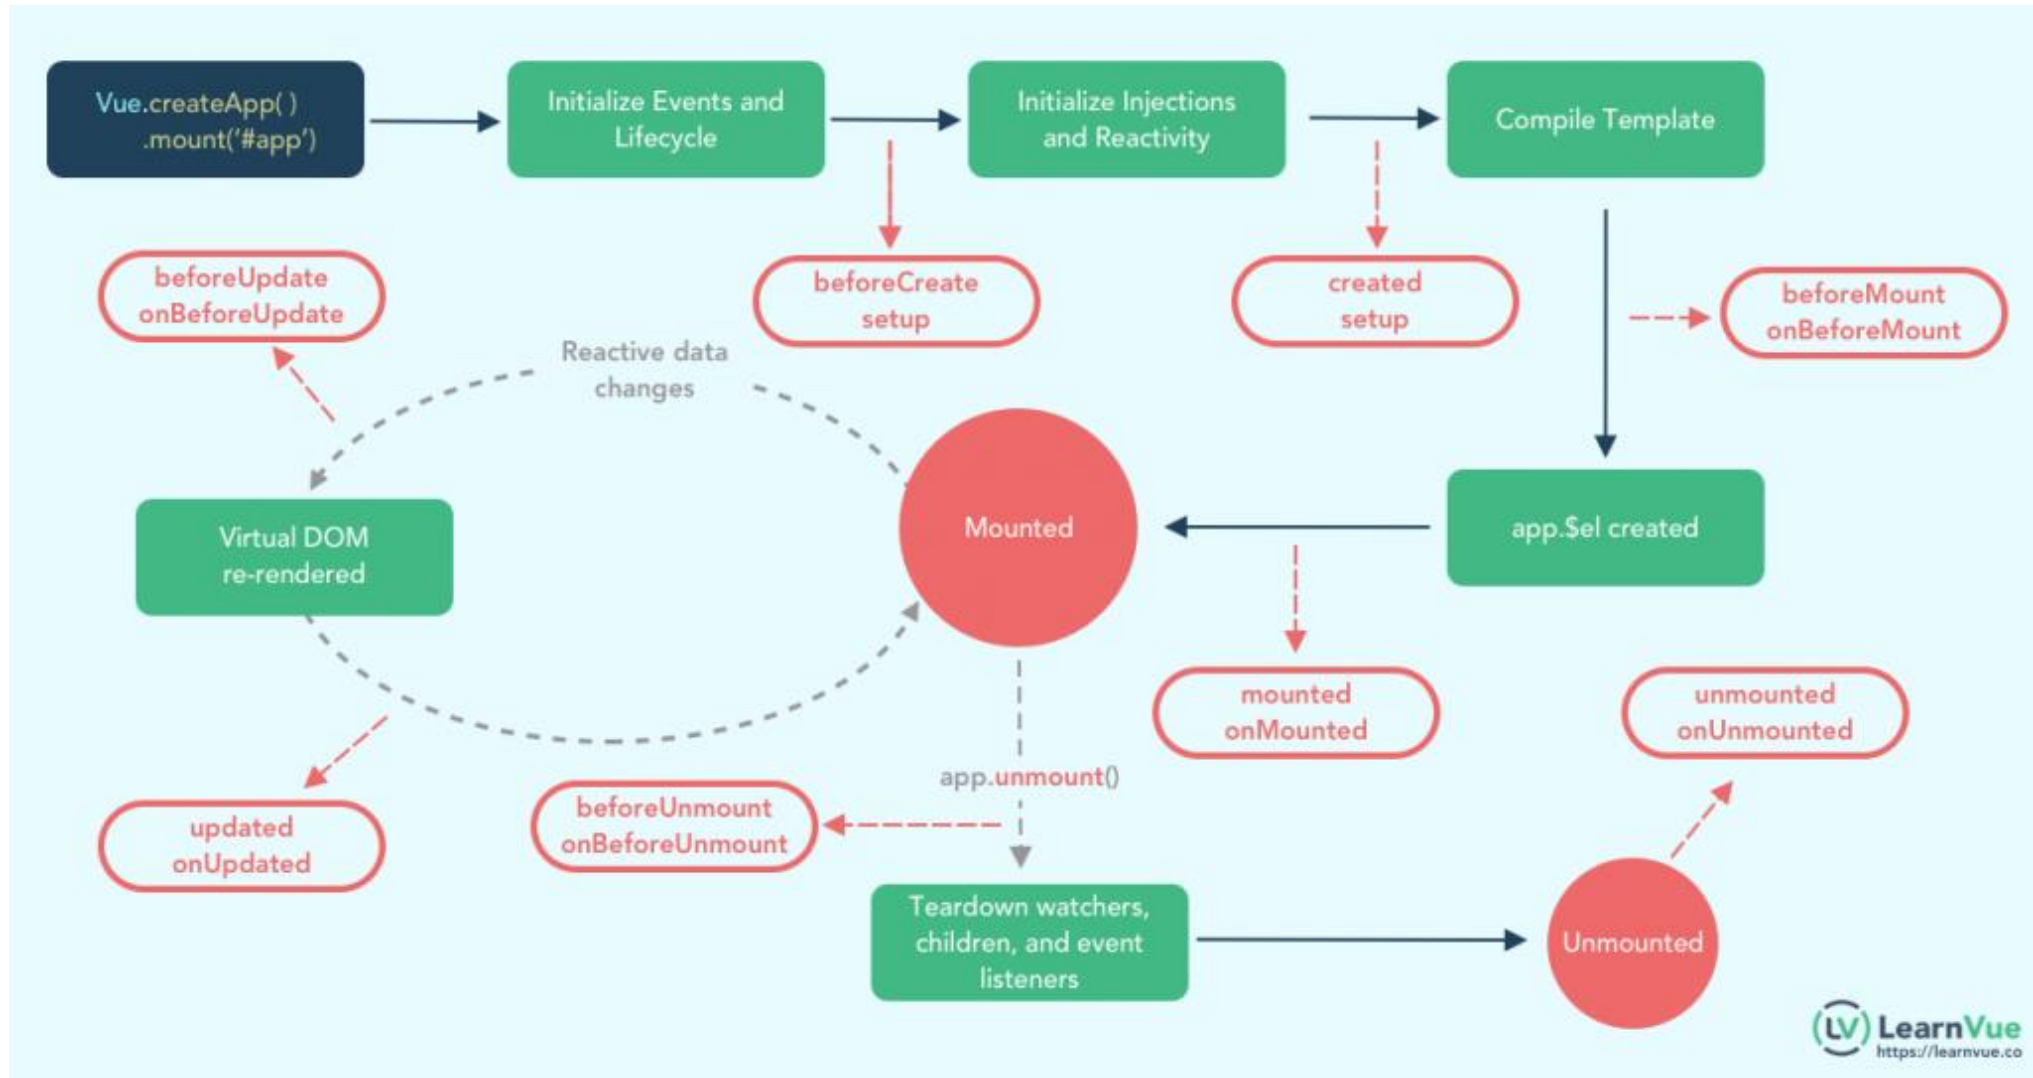 Vue.createApp( )
.mount('#app')
Initialize Events and
Lifecycle
Initialize Injections
and Reactivity
Compile Template
beforeUpdate
onBeforeUpdate
beforeCreate
setup
created
setup
beforeMount
onBeforeMount
Reactive data
changes
Virtual DOM
re-rendered
Mounted
app.$el created
mounted
onMounted
unmounted
onUnmounted
app.unmount()
updated
onUpdated
beforeUnmount
onBeforeUnmount
Teardown watchers,
children, and event
listeners
Unmounted
LV LearnVue
https://learnvue.co